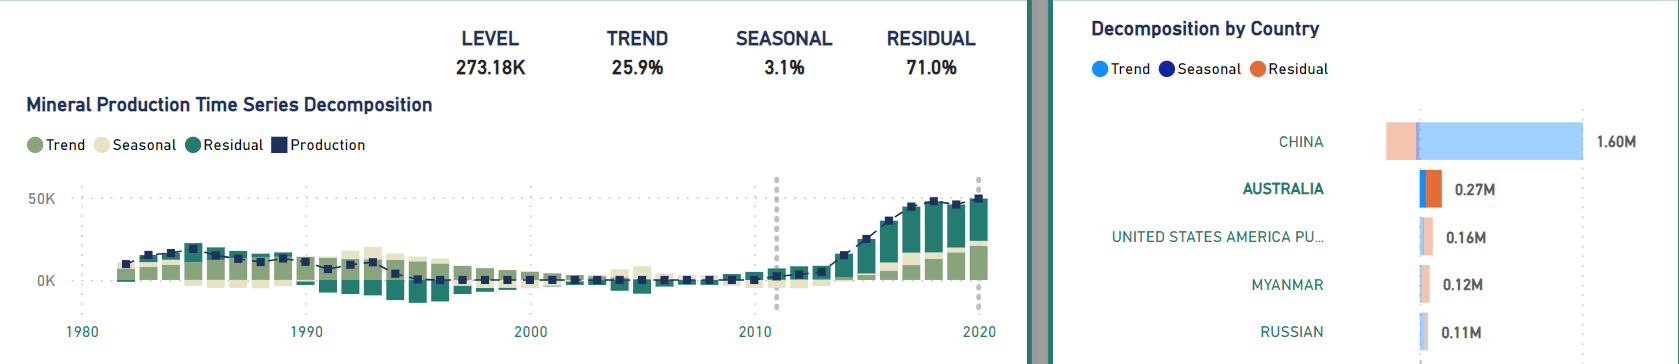 LEVEL TREND SEASONAL RESIDUAL
273.18K 25.9% 3.1% 71.0%
Mineral Production Time Series Decomposition
Trend Seasonal Residual Production
50K
0K
1980 1990 2000 2010 2020
Decomposition by Country
Trend Seasonal Residual
CHINA 1.60M
AUSTRALIA 0.27M
UNITED STATES AMERICA PU... 0.16M
MYANMAR 0.12M
RUSSIAN 0.11M